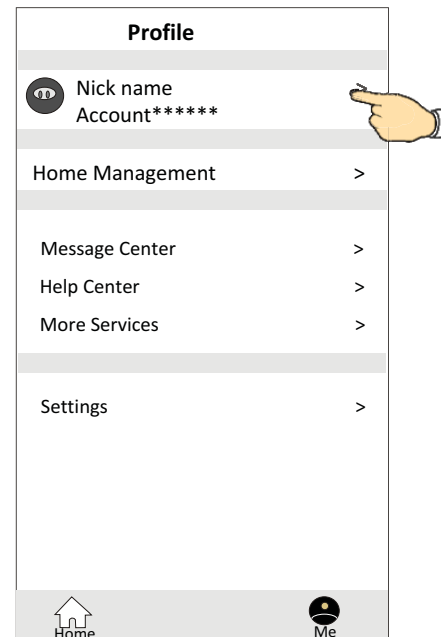 Profile
Nick name
Account******
Home Management >
Message Center >
Help Center >
More Services >
Settings >
Home Me